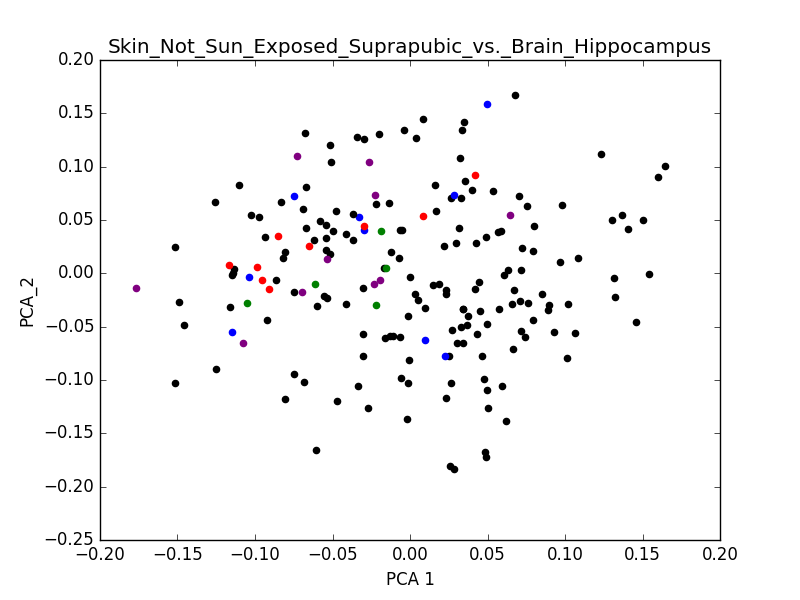 Skin_Not_Sun_Exposed_Suprapubic_vs._Brain_Hippocampus
0.20
0.15
0.10
0.05
0.00
−0.05
−0.10
−0.15
−0.20
−0.25
PCA_2
−0.20 −0.15 −0.10 −0.05 0.00 0.05 0.10 0.15 0.20
PCA 1